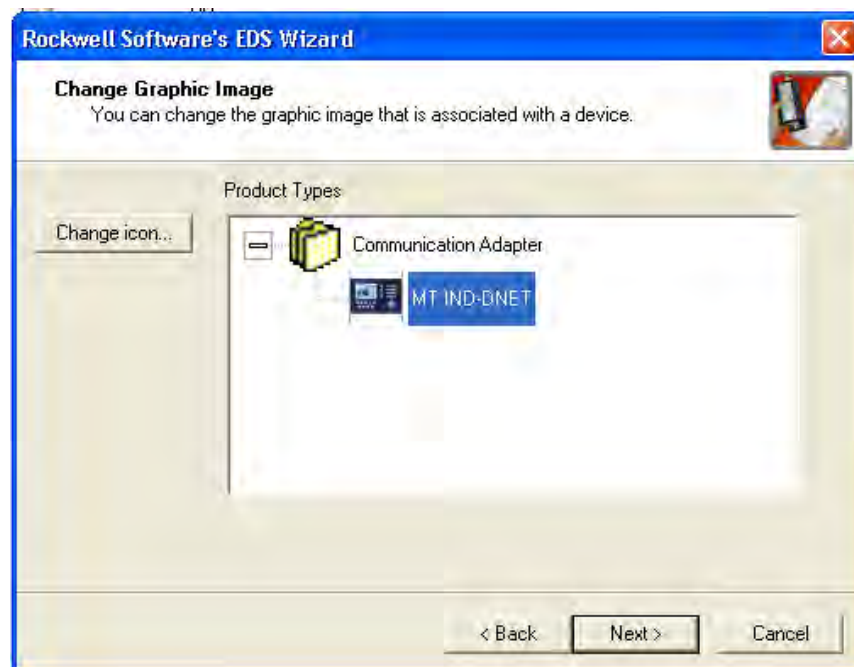 Rockwell Software's EDS Wizard
Change Graphic Image
You can change the graphic image that is associated with a device.
Product Types
Change icon...
Communication Adapter
MT IND-DNET
< Back
Next >
Cancel